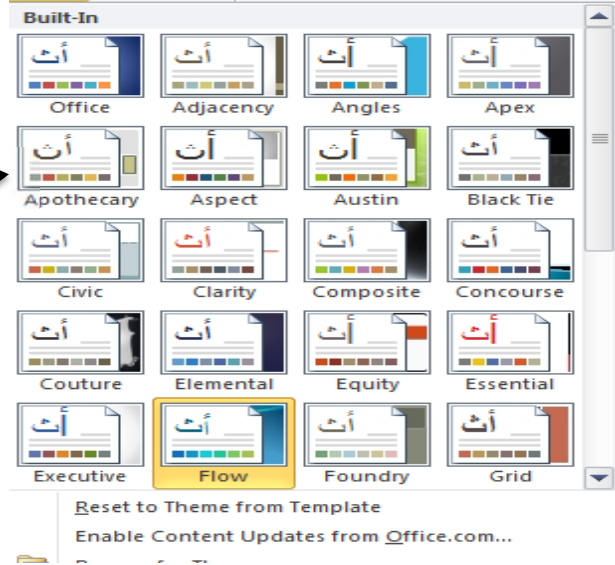 Built-In
أث أث أث أث
Office Adjacency Angles Apex
أث أث أث أث
Apothecary Aspect Austin Black Tie
أث أث أث أث
Civic Clarity Composite Concourse
أث أث أث أث
Couture Elemental Equity Essential
أث أث أث أث
Executive Flow Foundry Grid
Reset to Theme from Template
Enable Content Updates from Office.com...